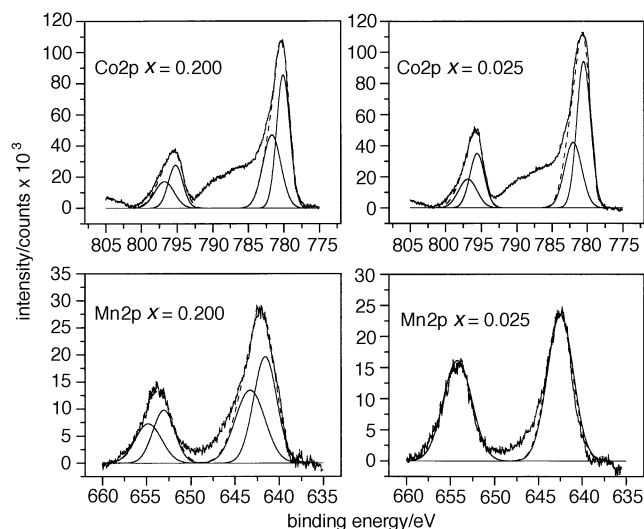 intensity/counts x 10³
120
100
80
60
40
20
0
Co2p x = 0.200
805 800 795 790 785 780 775
120
100
80
60
40
20
0
Co2p x = 0.025
805 800 795 790 785 780 775
35
30
25
20
15
10
5
0
Mn2p x = 0.200
660 655 650 645 640 635
30
25
20
15
10
5
0
Mn2p x = 0.025
660 655 650 645 640 635
binding energy/eV